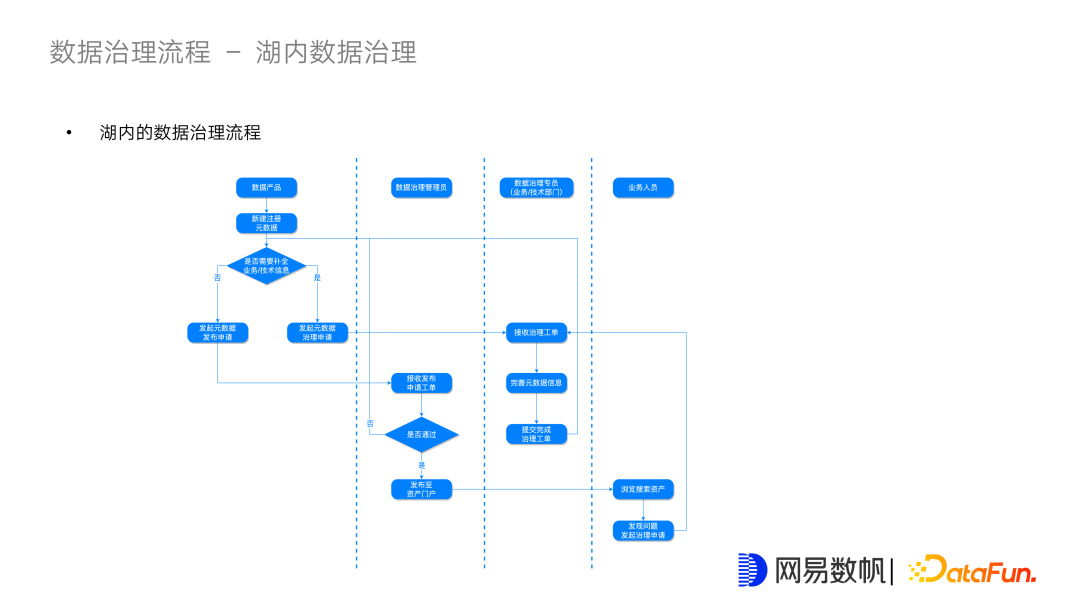 数据治理流程 – 湖内数据治理
• 湖内的数据治理流程
数据产品
数据治理管理员
数据治理专员
(业务/技术部门)
业务人员
新建注册
元数据
是否需要补全
业务/技术信息
否
是
发起元数据
发布申请
发起元数据
治理申请
接收治理工单
接收发布
申请工单
完善元数据信息
否
是否通过
提交完成
治理工单
是
发布至
资产门户
浏览搜索资产
发现问题
发起治理申请
网易数帆
DataFun.